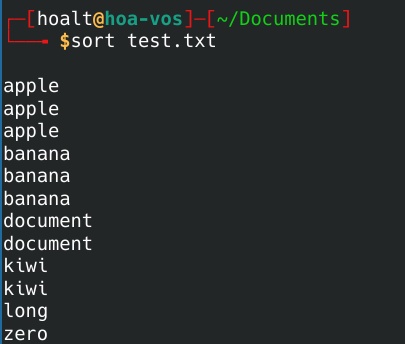 [hoalt@hoa-vos]-[~/Documents]
$sort test.txt
apple
apple
apple
banana
banana
banana
document
document
kiwi
kiwi
long
zero